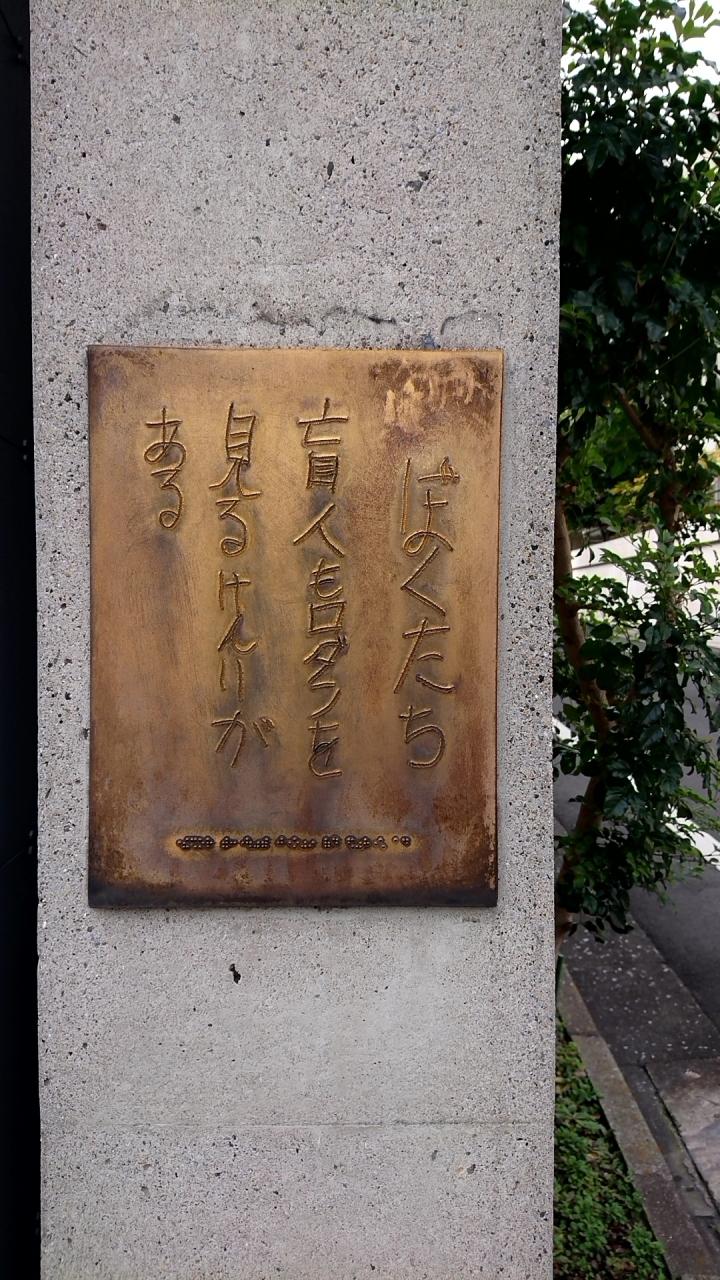 ぼくたち
盲人もロダンを
見るけんりが
ある